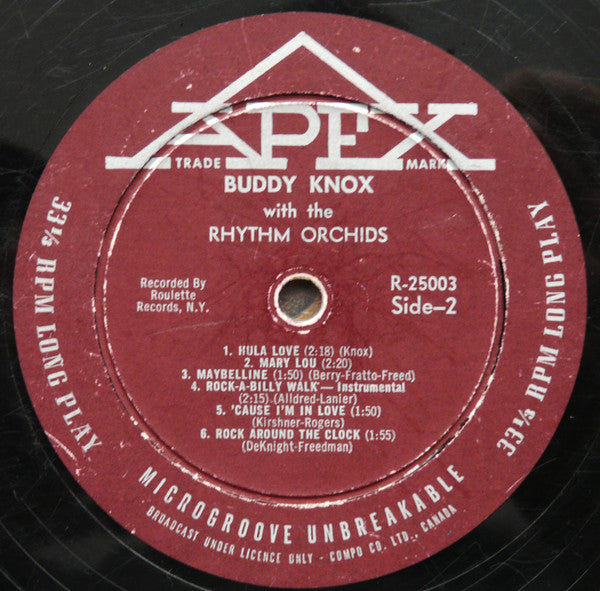 APEX
TRADE MARK
BUDDY KNOX
with the
RHYTHM ORCHIDS
Recorded By
Roulette
Records, N.Y.
R-25003
Side-2
1. HULA LOVE (2:18) (Knox)
2. MARY LOU (2:20)
3. MAYBELLINE (1:50) (Berry-Fratto-Freed)
4. ROCK-A-BILLY WALK — Instrumental
(2:15) (Alldred-Lanier)
5. 'CAUSE I'M IN LOVE (1:50)
(Kirshner-Rogers)
6. ROCK AROUND THE CLOCK (1:55)
(DeKnight-Freedman)
33⅓ RPM LONG PLAY
33⅓ RPM LONG PLAY
MICROGROOVE UNBREAKABLE
BROADCAST UNDER LICENCE ONLY - COMPO CO. LTD., CANADA